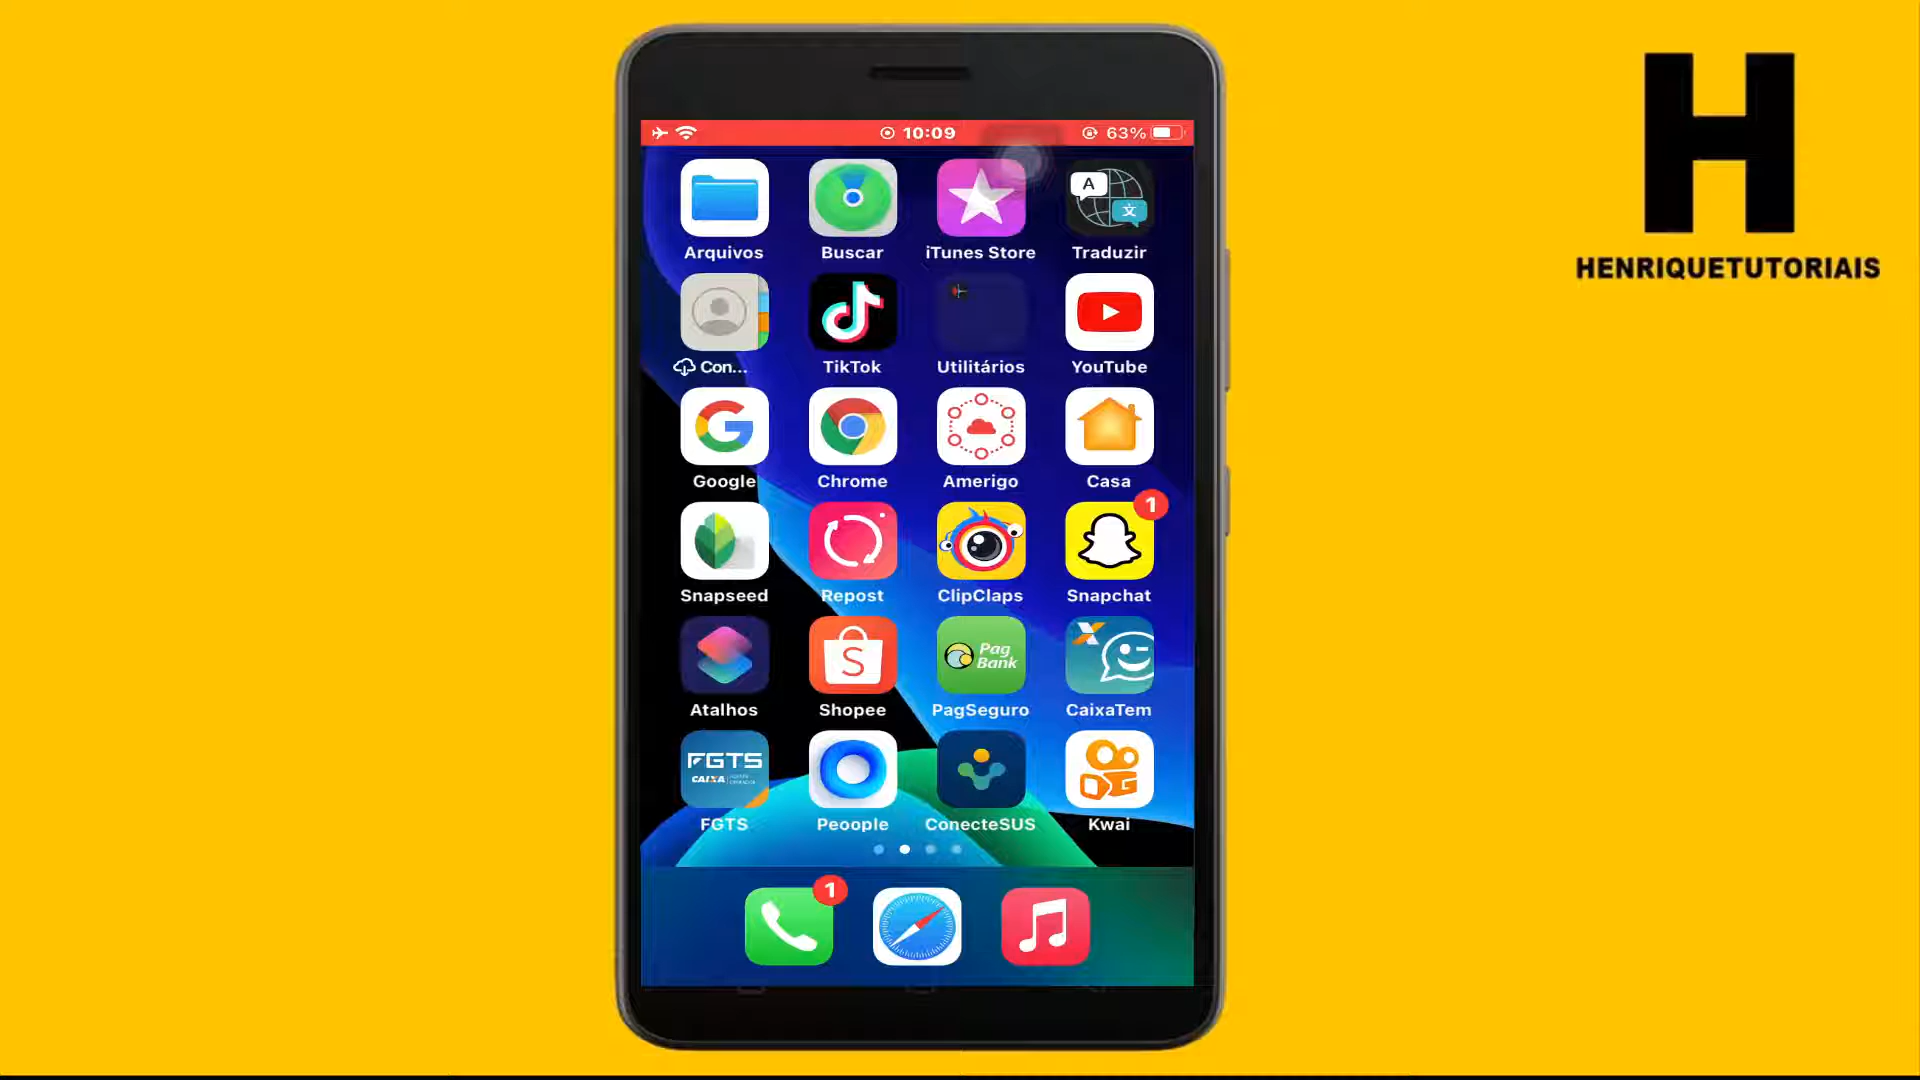 10:09
63%
HENRIQUETUTORIAIS
A
文
Arquivos
Buscar
iTunes Store
Traduzir
Con...
TikTok
Utilitários
YouTube
G
Google
Chrome
Amerigo
Casa
1
Snapseed
Repost
ClipClaps
Snapchat
S
Pag
Bank
Atalhos
Shopee
PagSeguro
CaixaTem
FGTS
CAIXA
FGTS
Peoople
ConecteSUS
Kwai
1